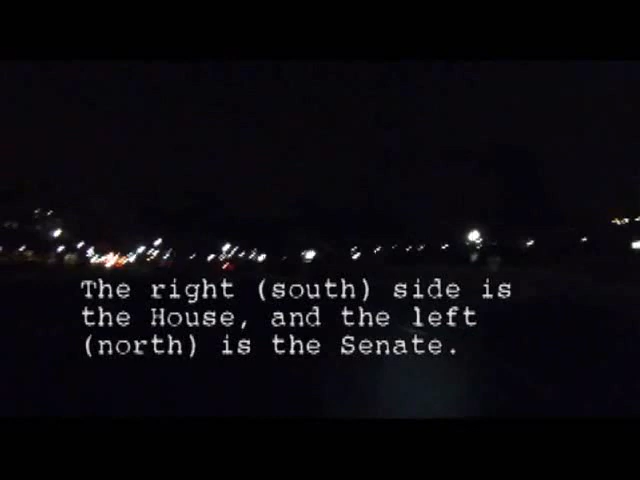 The right (south) side is
the House, and the left
(north) is the Senate.